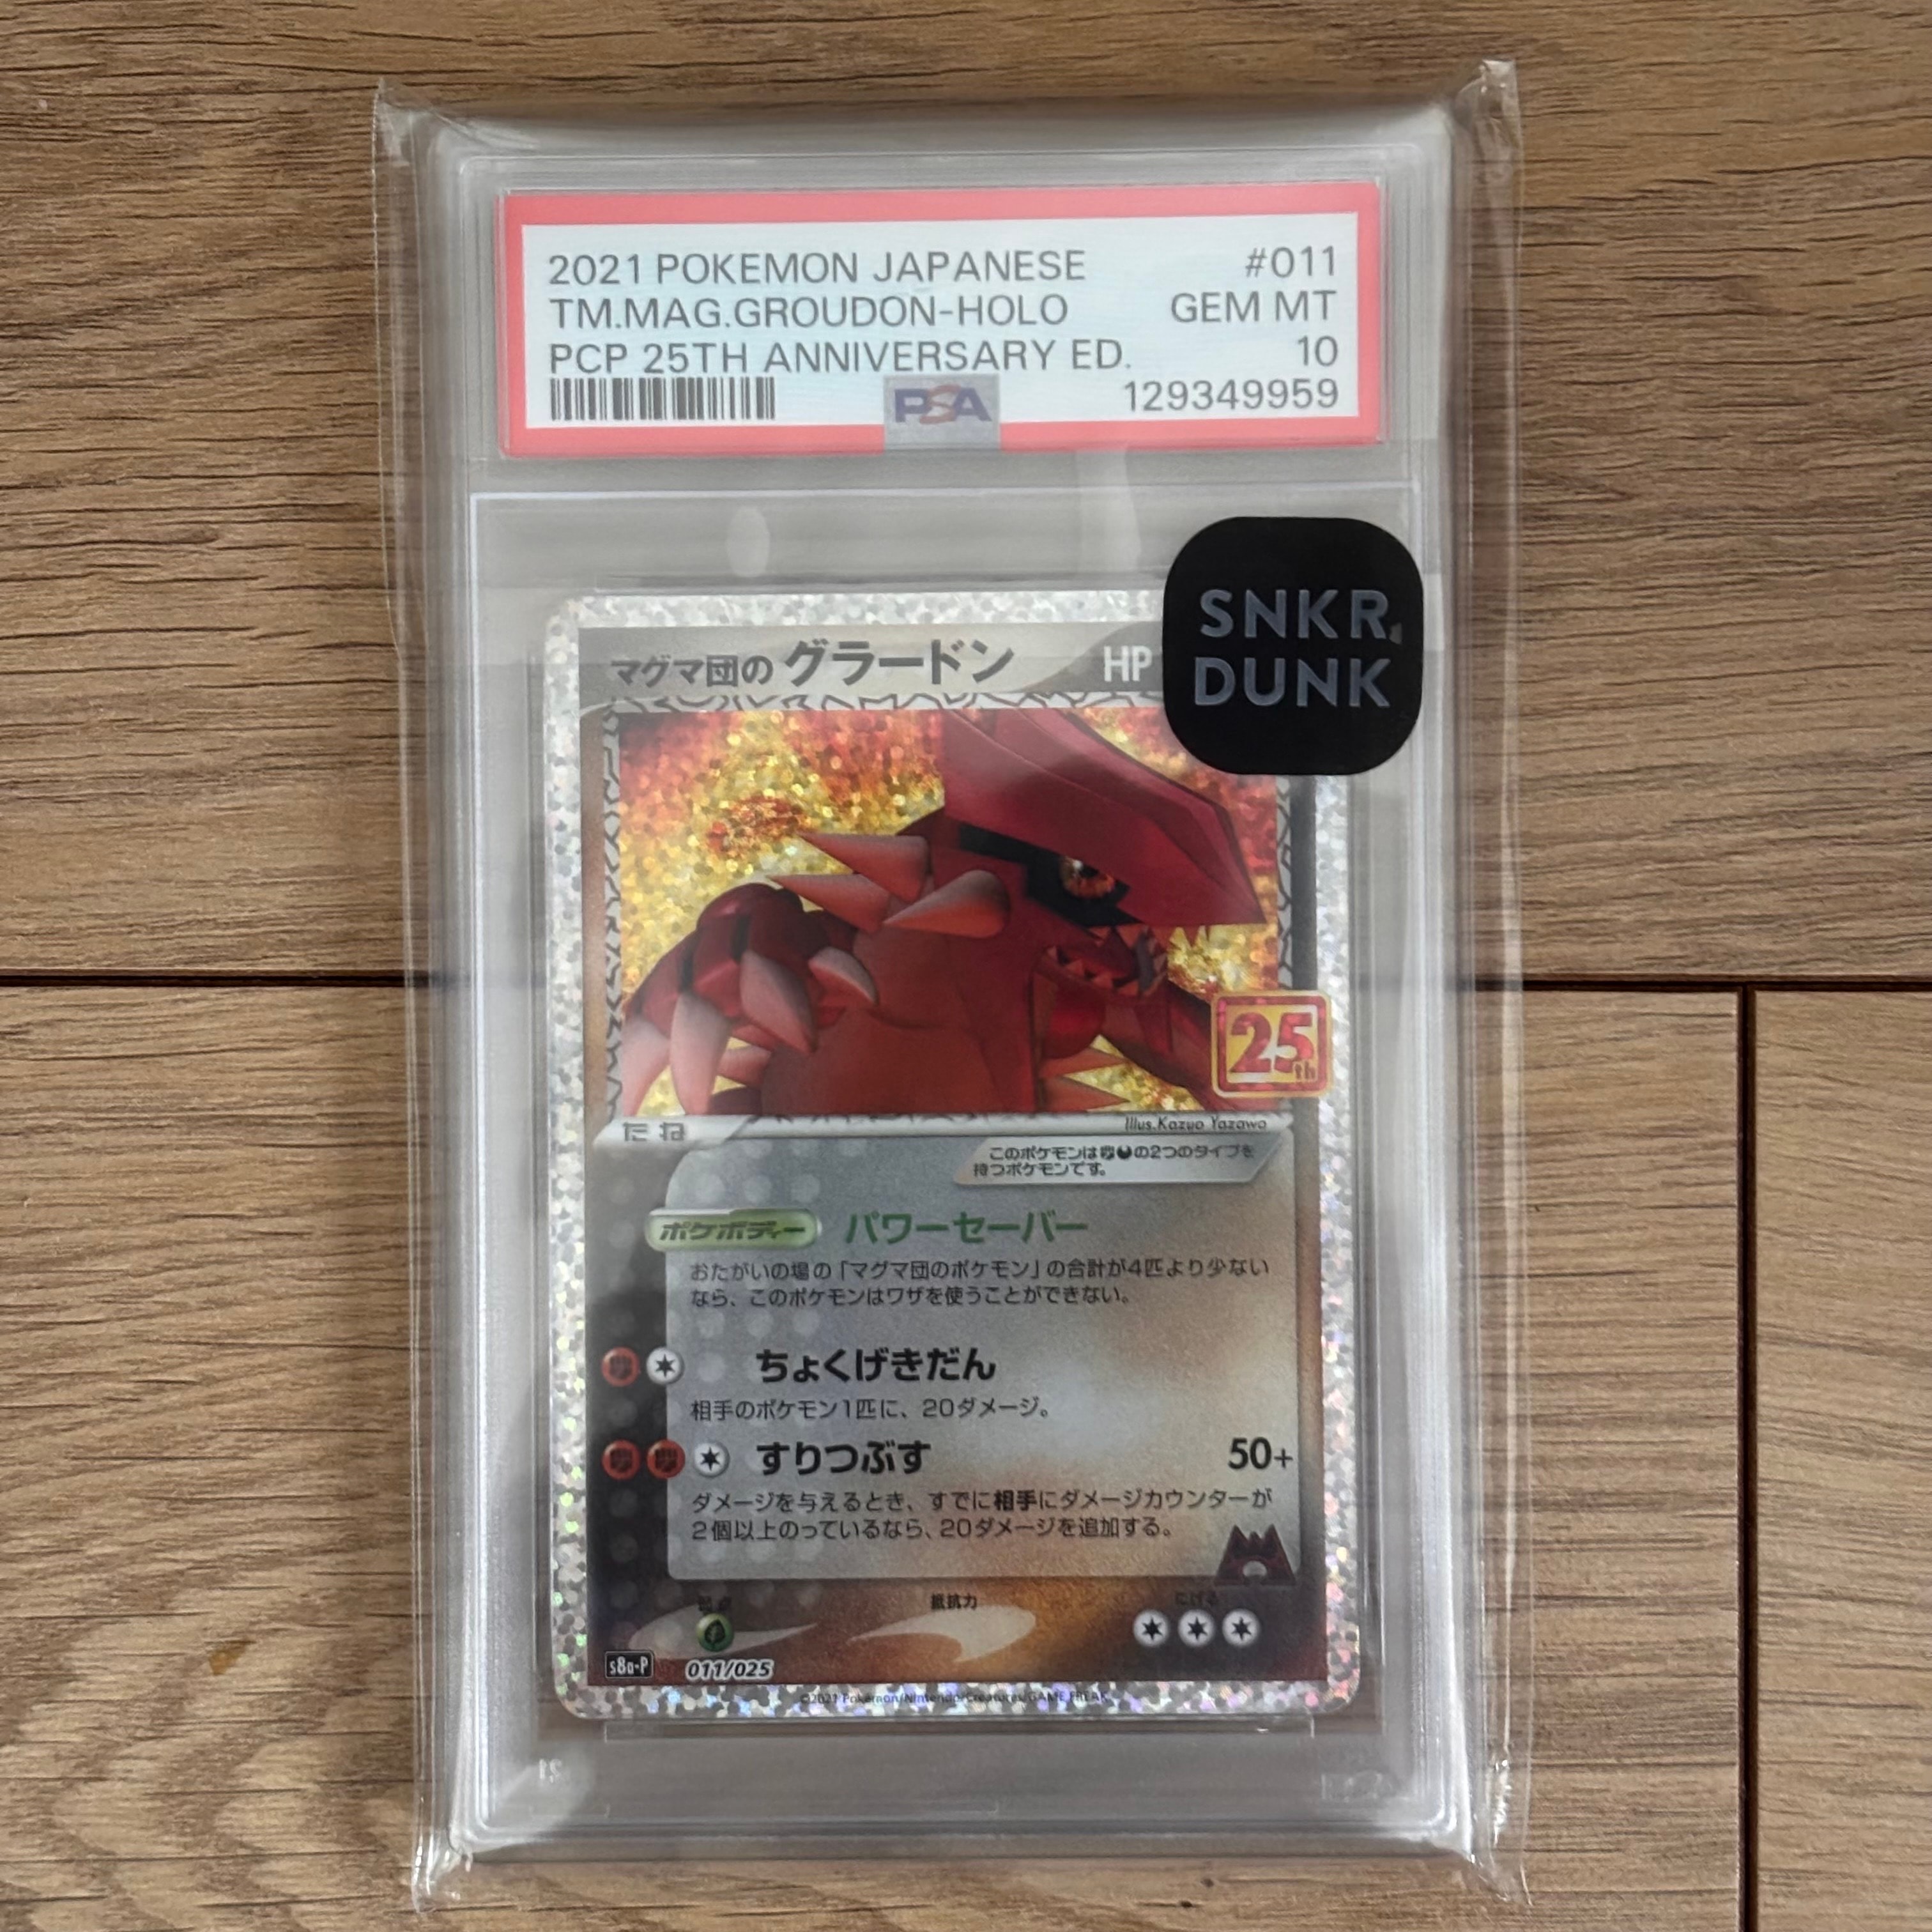 2021 POKEMON JAPANESE #011
TM.MAG.GROUDON-HOLO GEM MT
PCP 25TH ANNIVERSARY ED. 10
PSA 129349959
SNKR.
DUNK
マグマ団の グラードン HP
25th
たね
Illus.Kazuo Yazawa
このポケモンは の2つのタイプを
持つポケモンです。
ポケボディー パワーセーバー
おたがいの場の「マグマ団のポケモン」の合計が4匹より少ない
なら、このポケモンはワザを使うことができない。
ちょくげきだん
相手のポケモン1匹に、20ダメージ。
すりつぶす 50+
ダメージを与えるとき、すでに相手にダメージカウンターが
2個以上のっているなら、20ダメージを追加する。
弱点 抵抗力 にげる
s8a-P 011/025
©2021 Pokémon/Nintendo/Creatures/GAME FREAK